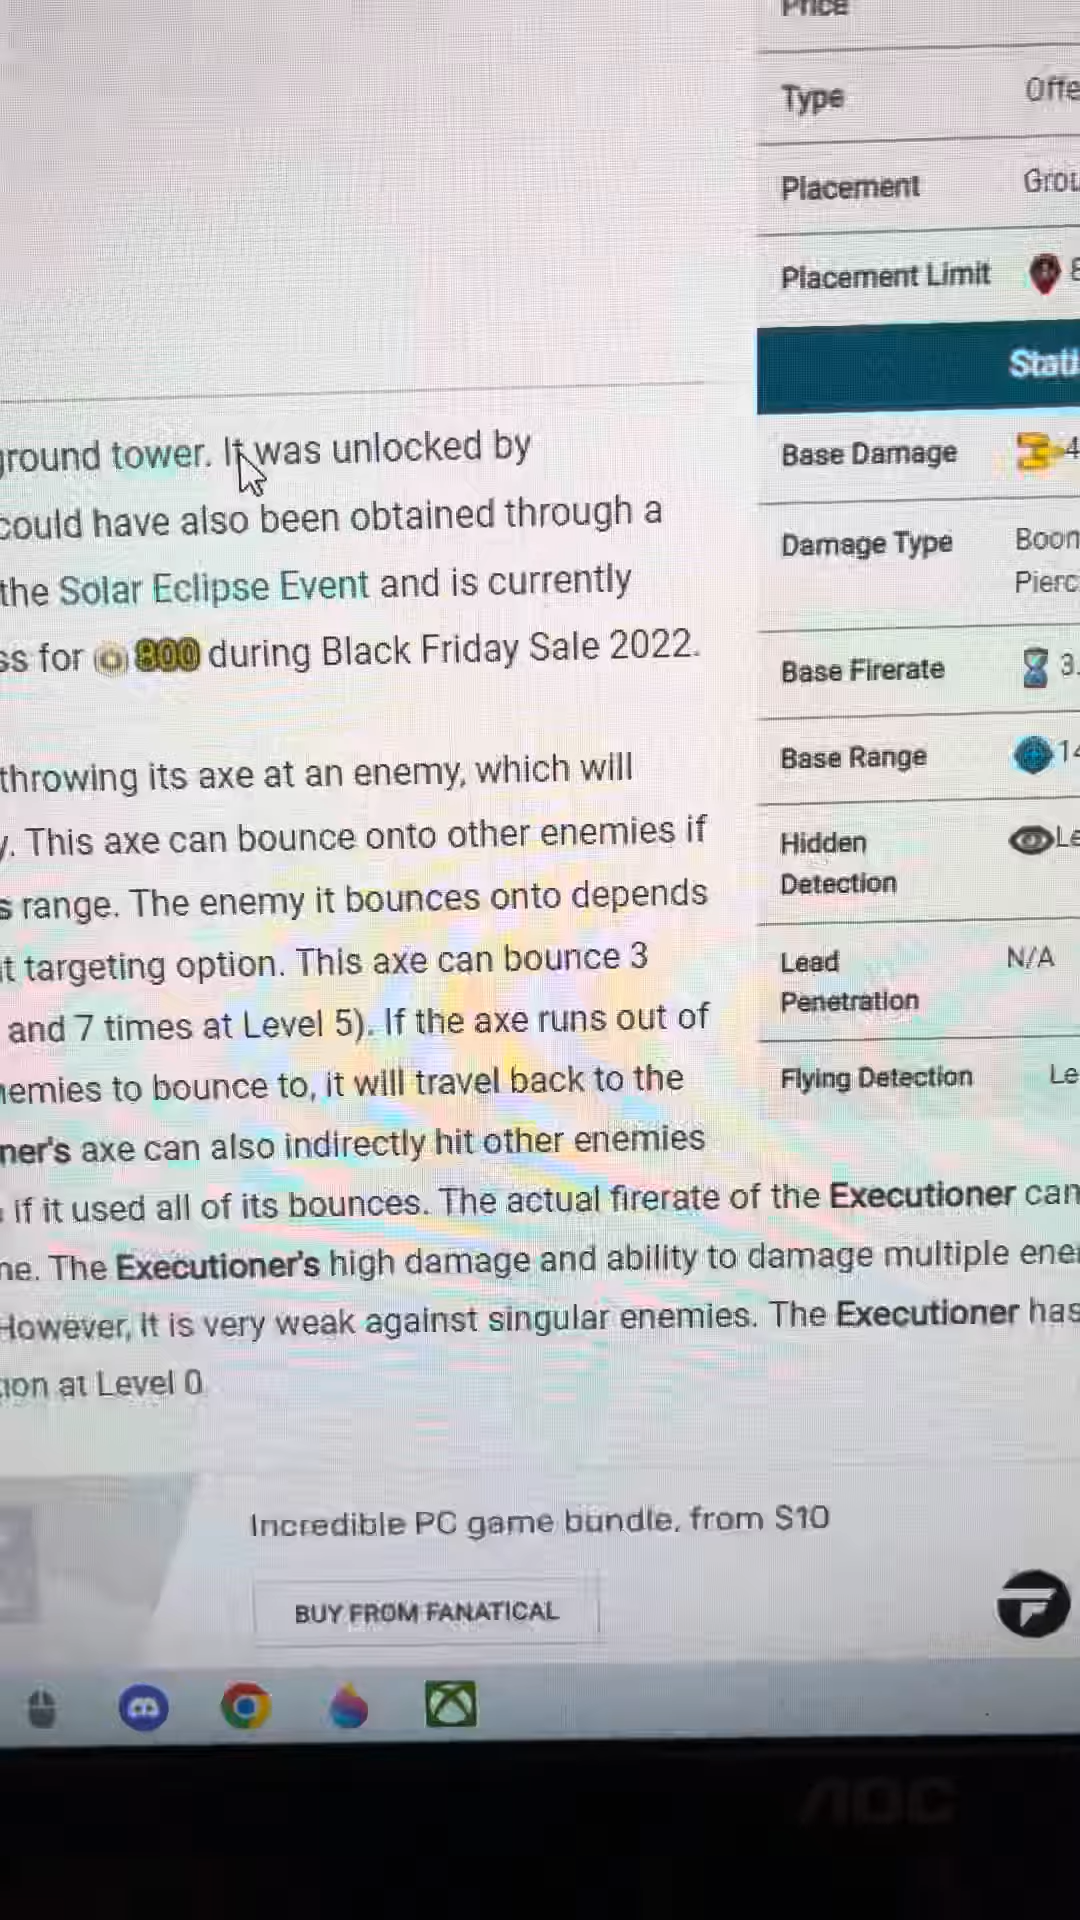 Price
Type
Placement
Placement Limit
Base Damage
Damage Type
Pierc
Base Firerate
3.
Base Range
14
Hidden
Detection
Lead
Penetration
N/A
Flying Detection
Le
ground tower. It was unlocked by
could have also been obtained through a
the Solar Eclipse Event and is currently
ss for 800 during Black Friday Sale 2022.
throwing its axe at an enemy, which will
y. This axe can bounce onto other enemies if
s range. The enemy it bounces onto depends
targeting option. This axe can bounce 3
and 7 times at Level 5). If the axe runs out of
nemies to bounce to, it will travel back to the
ner's axe can also indirectly hit other enemies
if it used all of its bounces. The actual firerate of the Executioner can
ne. The Executioner's high damage and ability to damage multiple ene
However, it is very weak against singular enemies. The Executioner has
ion at Level 0
Incredible PC game bundle, from $10
BUY FROM FANATICAL
AOC